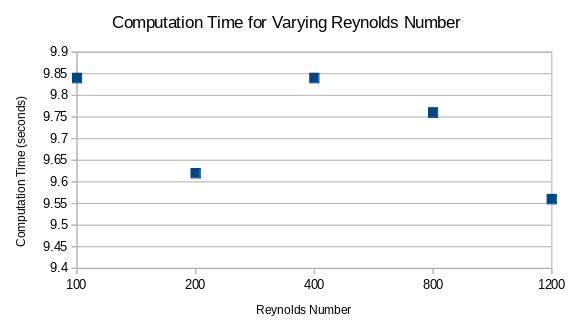 Computation Time for Varying Reynolds Number
9.9
9.85
9.8
9.75
9.7
9.65
9.6
9.55
9.5
9.45
9.4
Computation Time (seconds)
100 200 400 800 1200
Reynolds Number